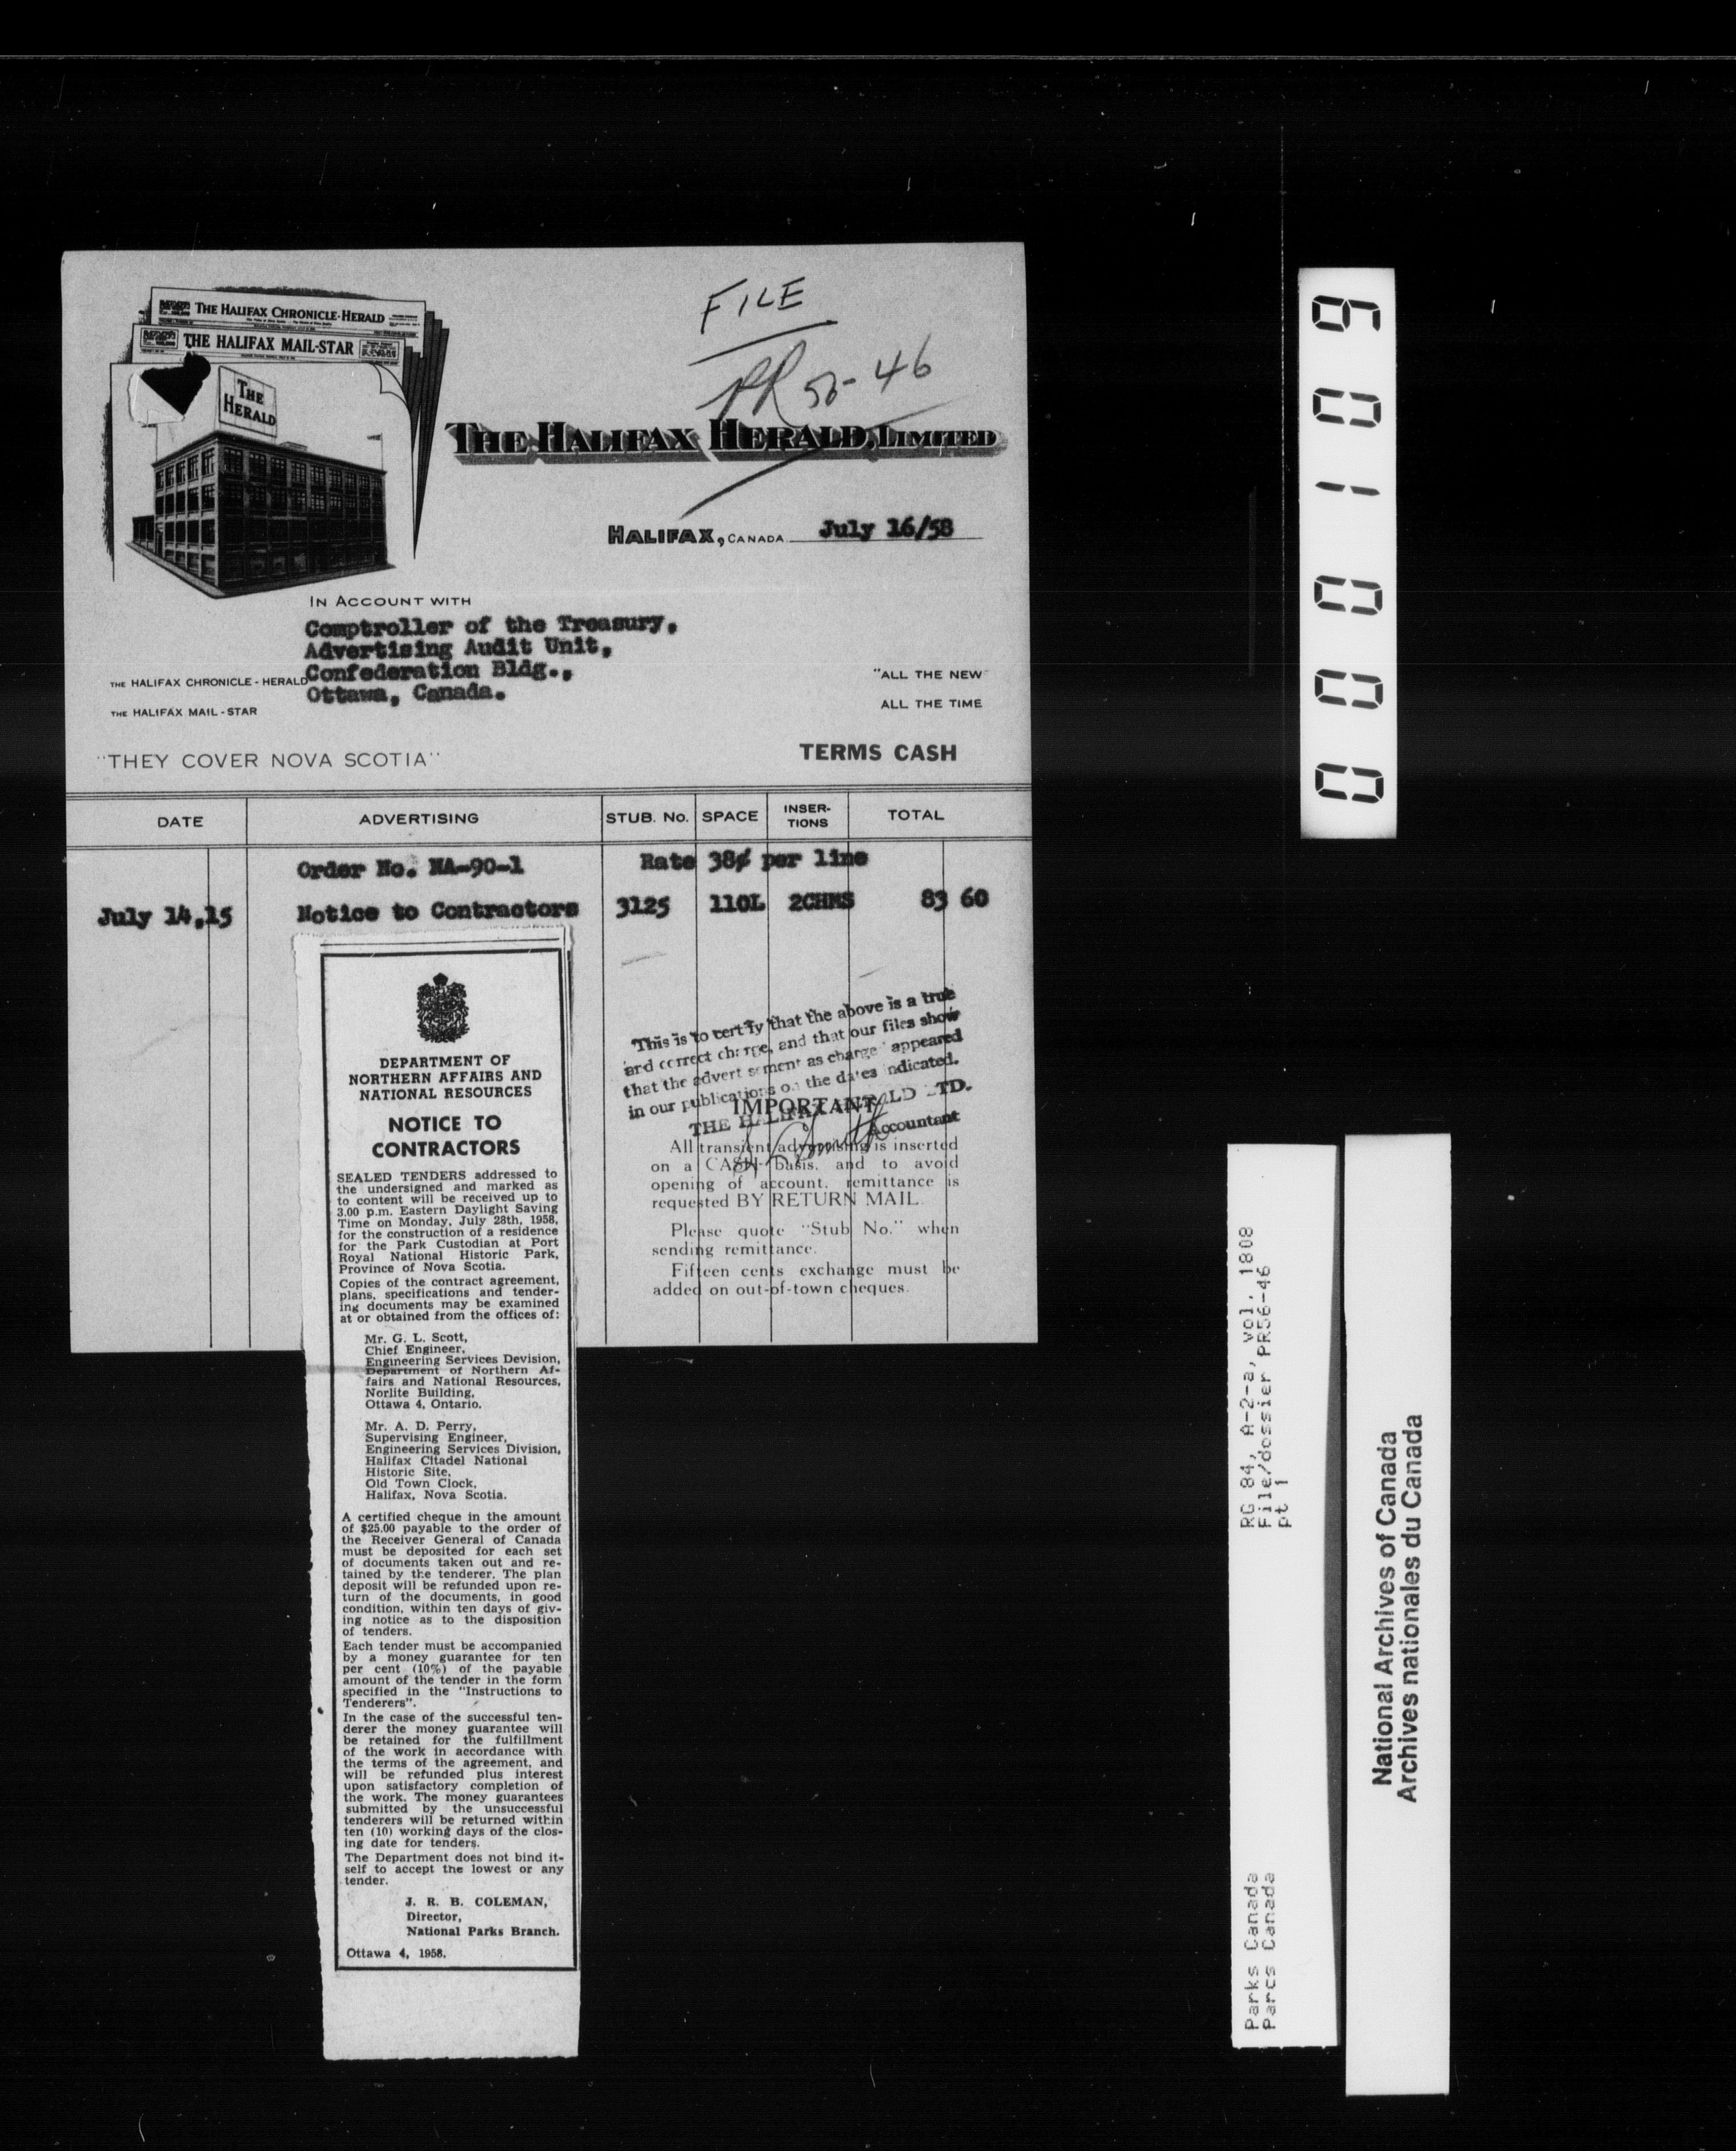 THE HALIFAX CHRONICLE-HERALD
THE HALIFAX MAIL-STAR
THE
HERALD
FILE
PR 56-46
THE HALIFAX HERALD, LIMITED
HALIFAX, CANADA July 16/58
IN ACCOUNT WITH
Comptroller of the Treasury,
Advertising Audit Unit,
Confederation Bldg.,
Ottawa, Canada.
THE HALIFAX CHRONICLE-HERALD
THE HALIFAX MAIL-STAR
"ALL THE NEW
ALL THE TIME
"THEY COVER NOVA SCOTIA"
TERMS CASH
DATE ADVERTISING STUB. No. SPACE INSER-
TIONS TOTAL
Order No. NA-90-1 Rate 38¢ per line
July 14,15 Notice to Contractors 3125 110L 2CHMS 83 60
This is to certify that the above is a true
and correct charge, and that our files show
that the advertisement as charged appeared
in our publications on the dates indicated.
THE HALIFAX HERALD LTD.
Accountant
IMPORTANT
All transient advertising is inserted
on a CASH basis, and to avoid
opening of account, remittance is
requested BY RETURN MAIL.
Please quote "Stub No." when
sending remittance.
Fifteen cents exchange must be
added on out-of-town cheques.
DEPARTMENT OF
NORTHERN AFFAIRS AND
NATIONAL RESOURCES
NOTICE TO
CONTRACTORS
SEALED TENDERS addressed to
the undersigned and marked as
to content will be received up to
3.00 p.m. Eastern Daylight Saving
Time on Monday, July 28th, 1958,
for the construction of a residence
for the Park Custodian at Port
Royal National Historic Park,
Province of Nova Scotia.
Copies of the contract agreement,
plans, specifications and tender-
ing documents may be examined
at or obtained from the offices of:
Mr. G. L. Scott,
Chief Engineer,
Engineering Services Devision,
Department of Northern Af-
fairs and National Resources,
Norlite Building,
Ottawa 4, Ontario.
Mr. A. D. Perry,
Supervising Engineer,
Engineering Services Division,
Halifax Citadel National
Historic Site,
Old Town Clock,
Halifax, Nova Scotia.
A certified cheque in the amount
of $25.00 payable to the order of
the Receiver General of Canada
must be deposited for each set
of documents taken out and re-
tained by the tenderer. The plan
deposit will be refunded upon re-
turn of the documents, in good
condition, within ten days of giv-
ing notice as to the disposition
of tenders.
Each tender must be accompanied
by a money guarantee for ten
per cent (10%) of the payable
amount of the tender in the form
specified in the "Instructions to
Tenderers".
In the case of the successful ten-
derer the money guarantee will
be retained for the fulfillment
of the work in accordance with
the terms of the agreement, and
will be refunded plus interest
upon satisfactory completion of
the work. The money guarantees
submitted by the unsuccessful
tenderers will be returned within
ten (10) working days of the clos-
ing date for tenders.
The Department does not bind it-
self to accept the lowest or any
tender.
J. R. B. COLEMAN,
Director,
National Parks Branch.
Ottawa 4, 1958.
000109
RG 84, A-2-a, vol. 1808
File/dossier PR56-46
pt 1
Parks Canada
Parcs Canada
National Archives of Canada
Archives nationales du Canada